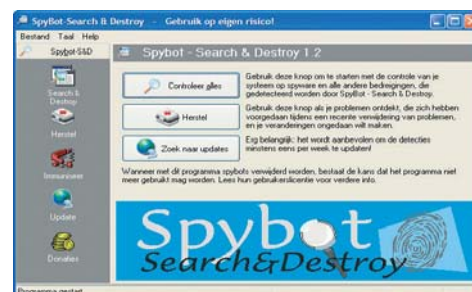 SpyBot-Search & Destroy - Gebruik op eigen risico!
Bestand Taal Help
Spybot-S&D
Spybot - Search & Destroy 1.2
Search & Destroy
Herstel
Immuniseer
Update
Donaties
Controleer alles
Gebruik deze knop om te starten met de controle van je
systeem op spyware en alle andere bedreigingen, die
gedetecteerd worden door SpyBot - Search & Destroy.
Herstel
Gebruik deze knop als je problemen ontdekt, die zich hebben
voorgedaan tijdens een recente verwijdering van problemen,
en je veranderingen ongedaan wilt maken.
Zoek naar updates
Erg belangrijk: het wordt aanbevolen om de detecties
minstens eens per week te updaten!
Wanneer met dit programma spybots verwijderd worden, bestaat de kans dat het programma niet
meer gebruikt mag worden. Lees hun gebruikerslicentie voor verdere info.
Spybot
Search&Destroy
Programma gestart